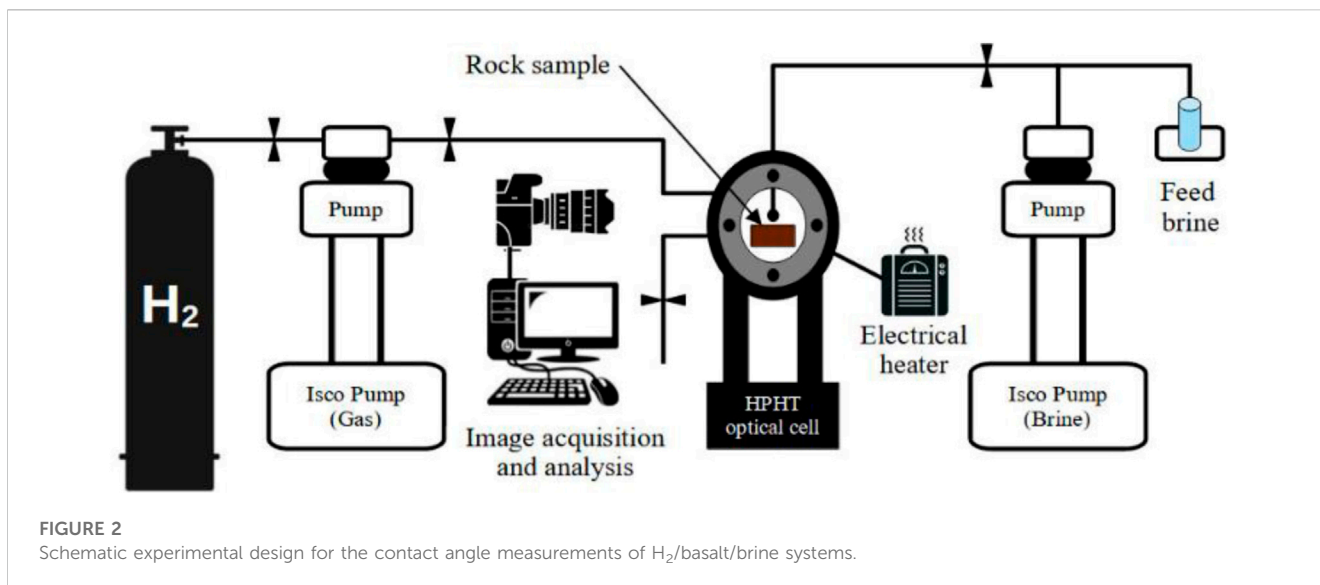 Rock sample
Pump
Pump
Feed
brine
H₂
Electrical
heater
Isco Pump
(Gas)
HPHT
optical cell
Isco Pump
(Brine)
Image acquisition
and analysis
FIGURE 2
Schematic experimental design for the contact angle measurements of H₂/basalt/brine systems.